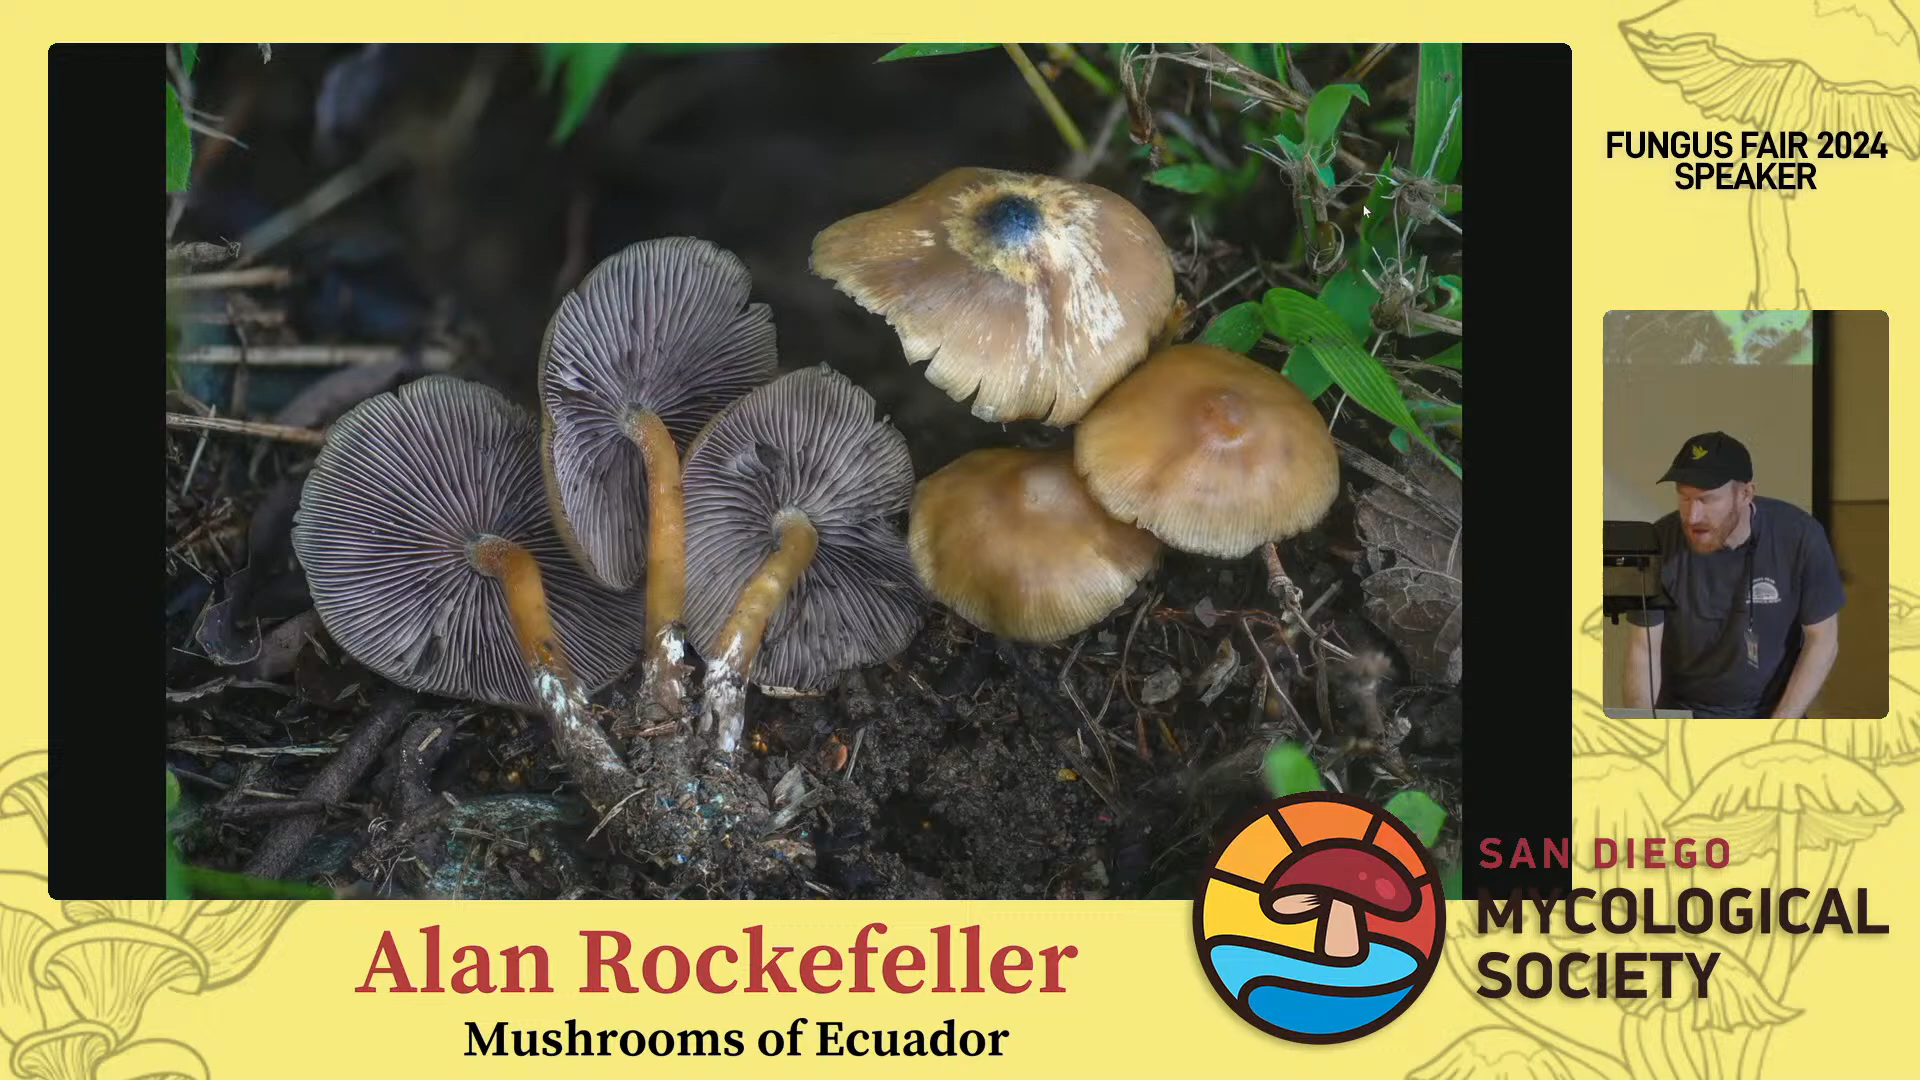 FUNGUS FAIR 2024
SPEAKER
SAN DIEGO
MYCOLOGICAL
SOCIETY
Alan Rockefeller
Mushrooms of Ecuador